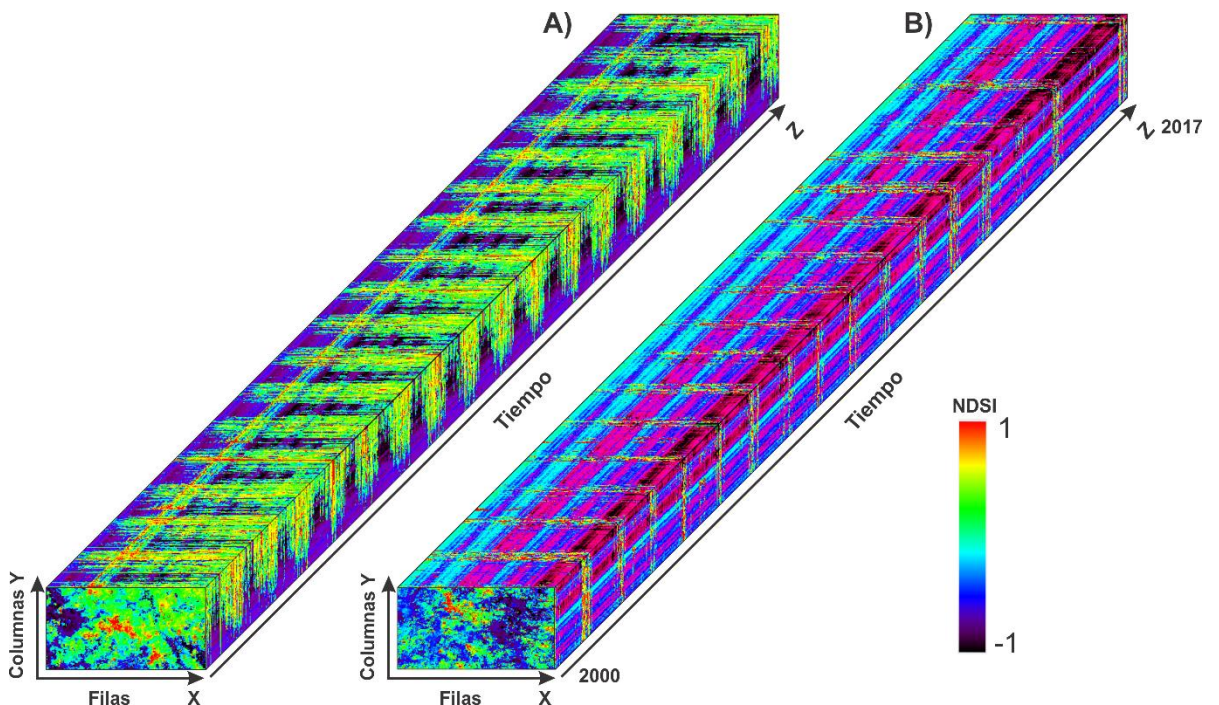 A)
B)
Z
Z
2017
Tiempo
Tiempo
NDSI
1
-1
Columnas Y
Filas
X
Columnas Y
Filas
X
2000